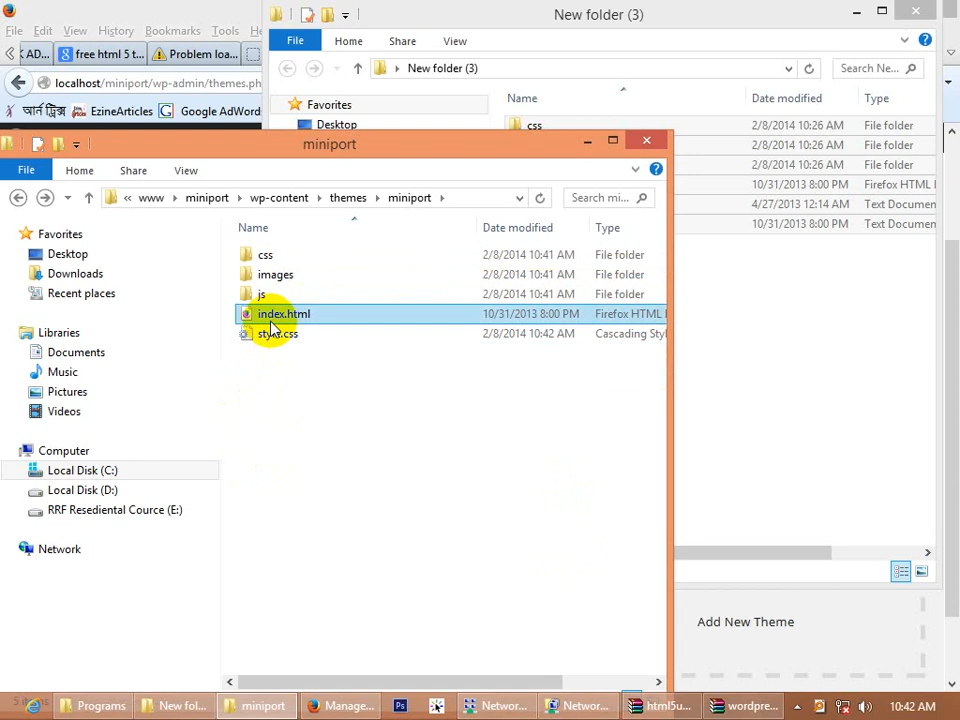 New folder (3)
File Edit View History Bookmarks Tools
File Home Share View
AD... free html 5 t... Problem loa...
New folder (3) Search Ne...
localhost/miniport/wp-admin/themes.ph
আর্ন ট্রিক্স EzineArticles Google AdWord
Favorites
Name Date modified Type
Desktop
css 2/8/2014 10:26 AM File folder
2/8/2014 10:26 AM File folder
2/8/2014 10:26 AM File folder
10/31/2013 8:00 PM Firefox HTML
4/27/2013 12:14 AM Text Documen
10/31/2013 8:00 PM Firefox HTML
miniport
File Home Share View
« www miniport wp-content themes miniport Search mi...
Name Date modified Type
Favorites
Desktop
Downloads
Recent places
Libraries
Documents
Music
Pictures
Videos
Computer
Local Disk (C:)
Local Disk (D:)
RRF Resediental Cource (E:)
Network
css 2/8/2014 10:41 AM File folder
images 2/8/2014 10:41 AM File folder
js 2/8/2014 10:41 AM File folder
index.html 10/31/2013 8:00 PM Firefox HTML
style.css 2/8/2014 10:42 AM Cascading Styl
Add New Theme
5 items
Programs New fol... miniport Manage... Ps Networ... Networ... html5u... wordpre... 10:42 AM